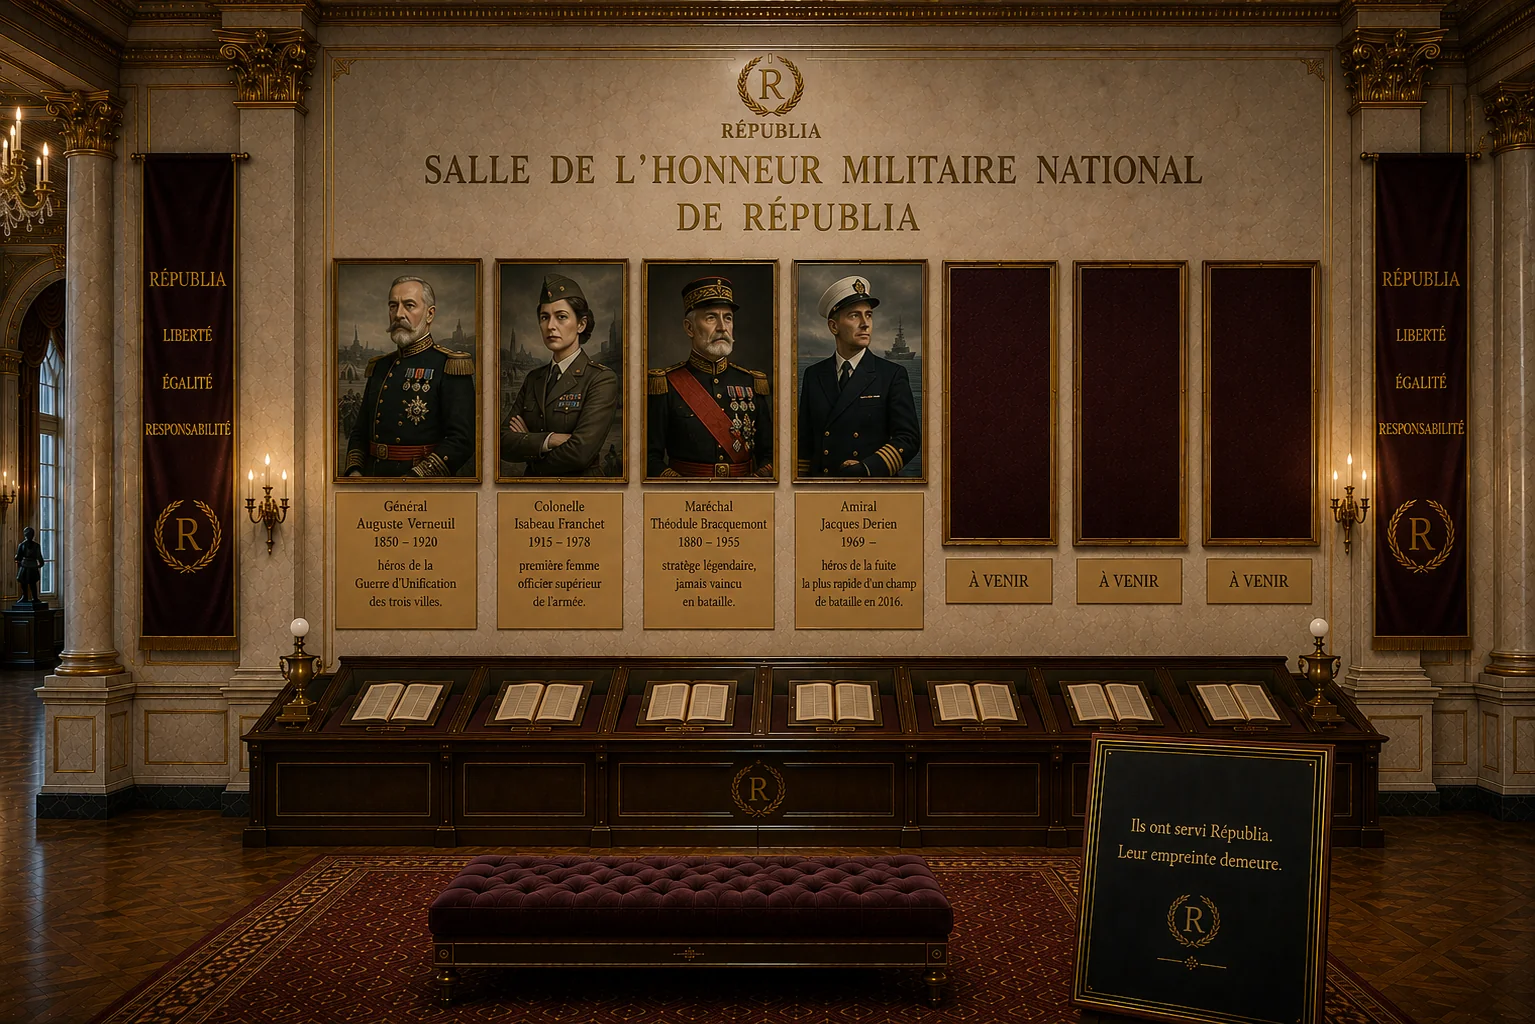 R
RÉPUBLIA
SALLE DE L'HONNEUR MILITAIRE NATIONAL
DE RÉPUBLIA
RÉPUBLIA
LIBERTÉ
ÉGALITÉ
RESPONSABILITÉ
R
Général
Auguste Verneuil
1850 – 1920
héros de la
Guerre d'Unification
des trois villes.
Colonelle
Isabeau Franchet
1915 – 1978
première femme
officier supérieur
de l'armée.
Maréchal
Théodule Bracquemont
1880 – 1955
stratège légendaire,
jamais vaincu
en bataille.
Amiral
Jacques Derien
1969 –
héros de la fuite
la plus rapide d'un champ
de bataille en 2016.
À VENIR
À VENIR
À VENIR
RÉPUBLIA
LIBERTÉ
ÉGALITÉ
RESPONSABILITÉ
R
R
Ils ont servi Républia.
Leur empreinte demeure.
R